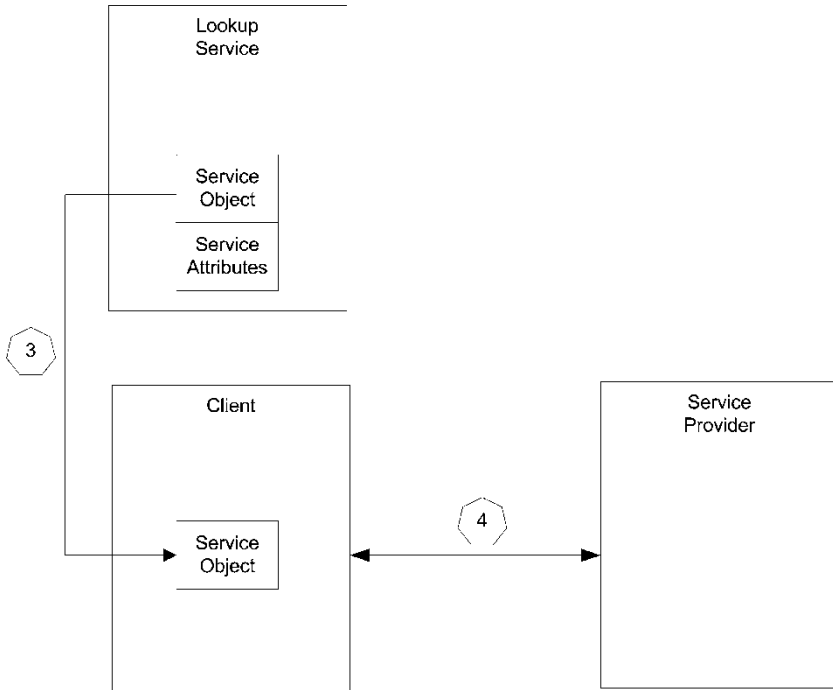 Lookup
Service
Service
Object
Service
Attributes
3
Client
Service
Provider
4
Service
Object